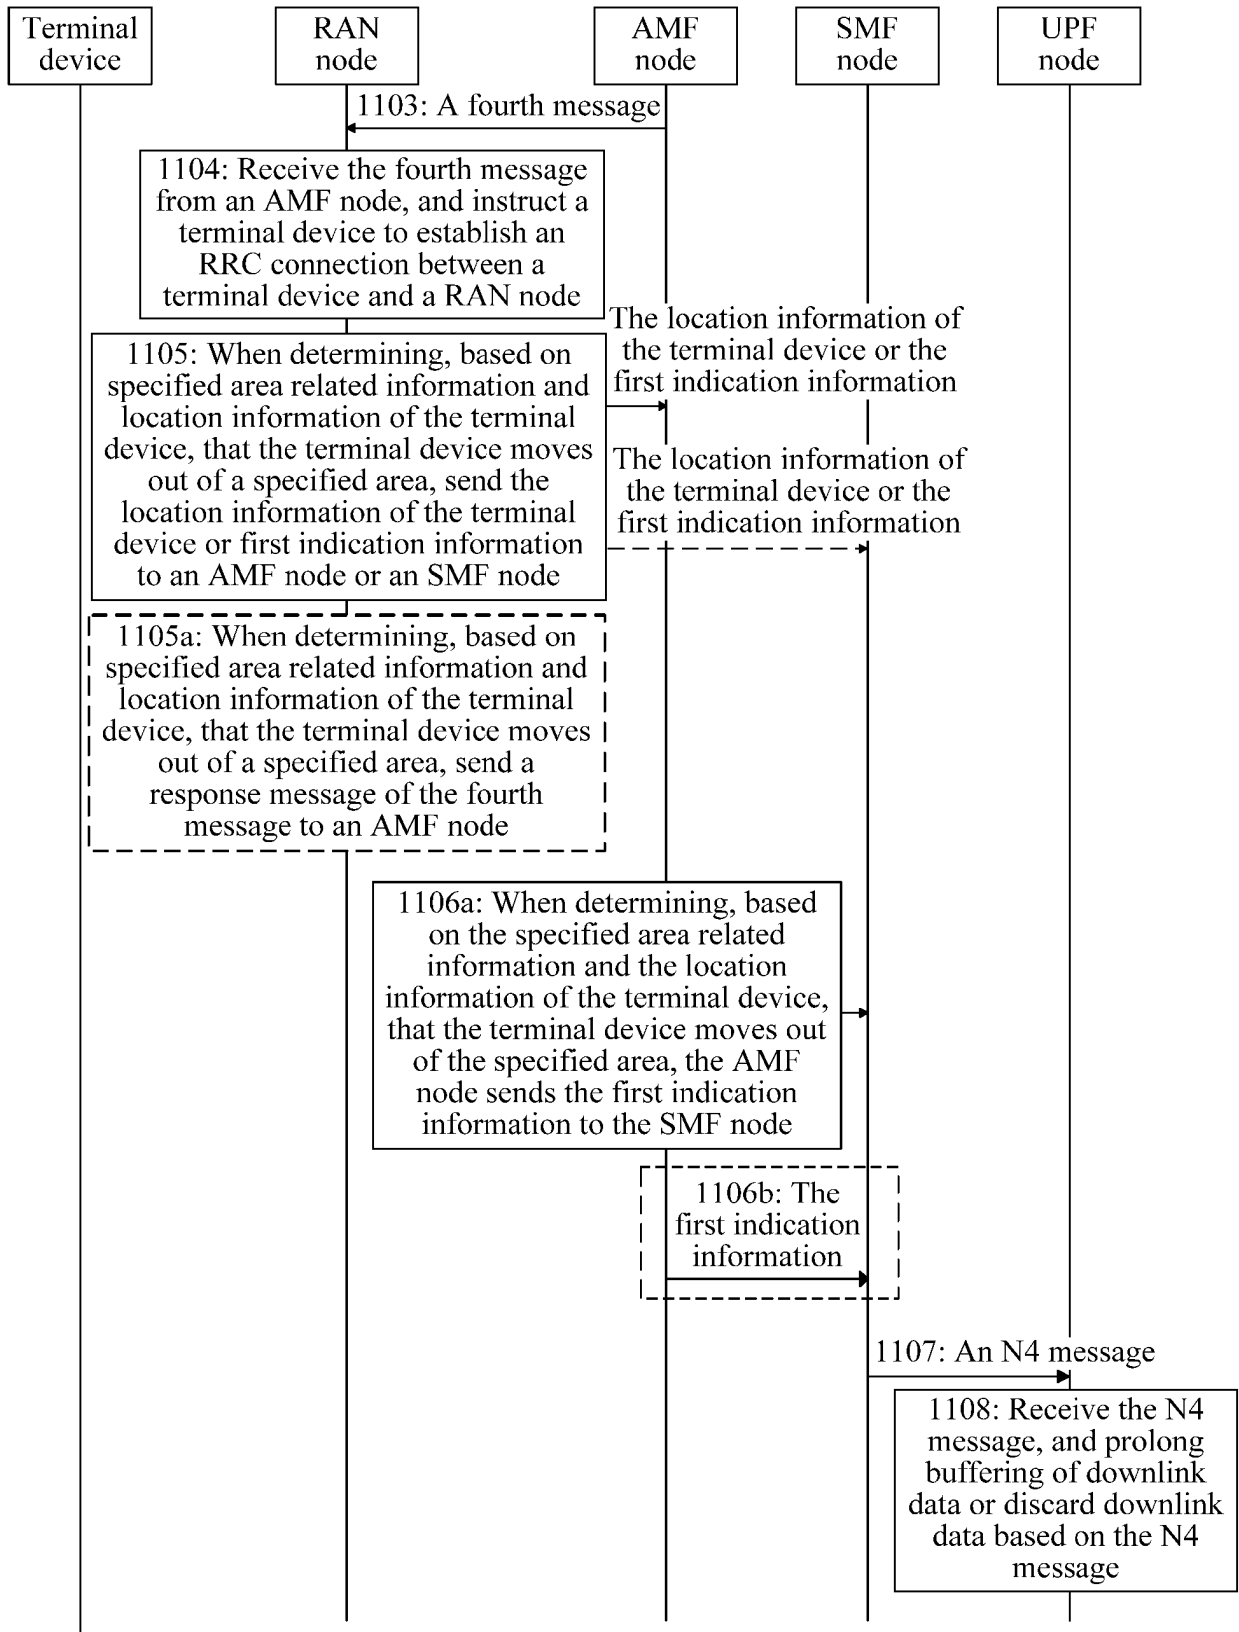 Terminal
device
RAN
node
AMF
node
SMF
node
UPF
node
1103: A fourth message
1104: Receive the fourth message
from an AMF node, and instruct a
terminal device to establish an
RRC connection between a
terminal device and a RAN node
The location information of
the terminal device or the
first indication information
1105: When determining, based on
specified area related information and
location information of the terminal
device, that the terminal device moves
out of a specified area, send the
location information of the terminal
device or first indication information
to an AMF node or an SMF node
The location information of
the terminal device or the
first indication information
1105a: When determining, based on
specified area related information and
location information of the terminal
device, that the terminal device moves
out of a specified area, send a
response message of the fourth
message to an AMF node
1106a: When determining, based
on the specified area related
information and the location
information of the terminal device,
that the terminal device moves out
of the specified area, the AMF
node sends the first indication
information to the SMF node
1106b: The
first indication
information
1107: An N4 message
1108: Receive the N4
message, and prolong
buffering of downlink
data or discard downlink
data based on the N4
message